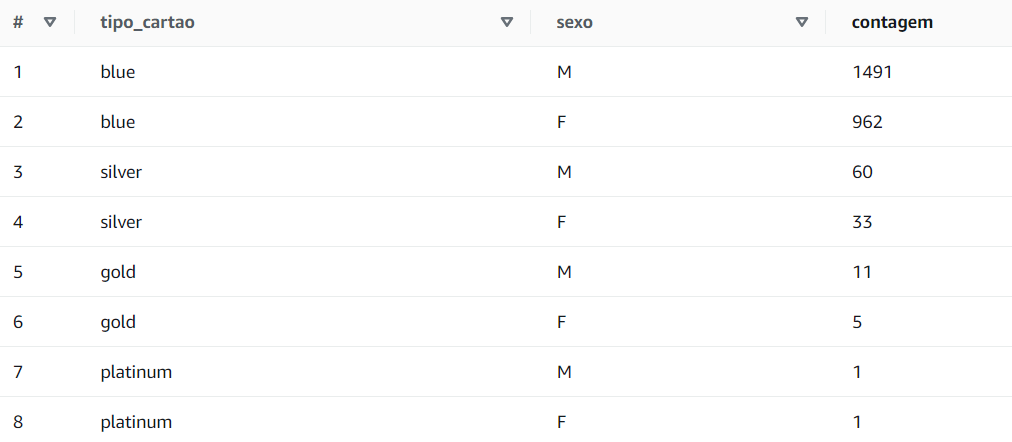 # tipo_cartao sexo contagem
1 blue M 1491
2 blue F 962
3 silver M 60
4 silver F 33
5 gold M 11
6 gold F 5
7 platinum M 1
8 platinum F 1